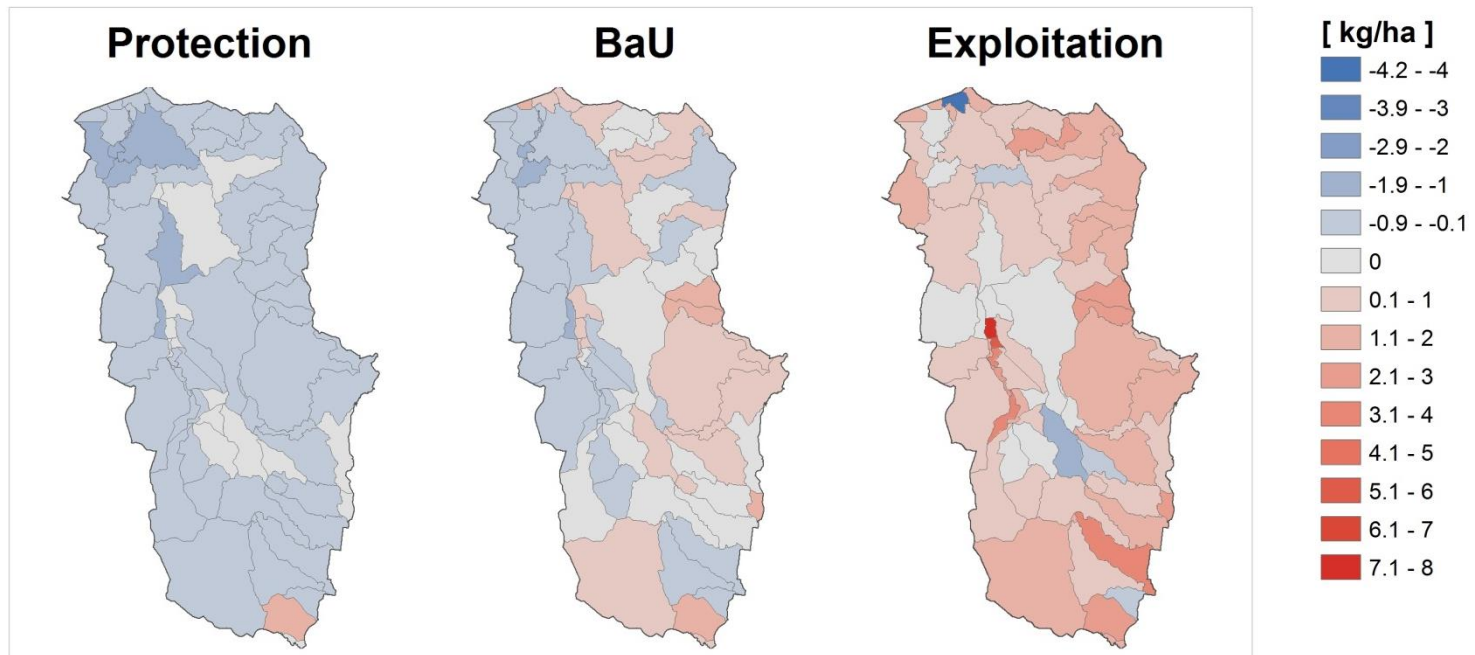 Protection
BaU
Exploitation
[ kg/ha ]
-4.2 - -4
-3.9 - -3
-2.9 - -2
-1.9 - -1
-0.9 - -0.1
0
0.1 - 1
1.1 - 2
2.1 - 3
3.1 - 4
4.1 - 5
5.1 - 6
6.1 - 7
7.1 - 8